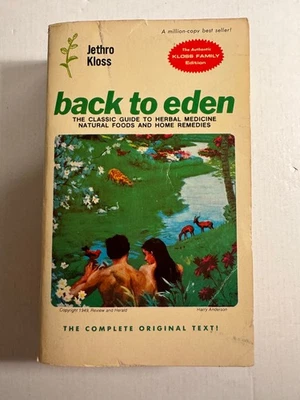 A million-copy best seller!
Jethro
Kloss
The Authentic
KLOSS FAMILY
Edition
back to eden
THE CLASSIC GUIDE TO HERBAL MEDICINE
NATURAL FOODS AND HOME REMEDIES
Copyright 1949, Review and Herald
Harry Anderson
THE COMPLETE ORIGINAL TEXT!